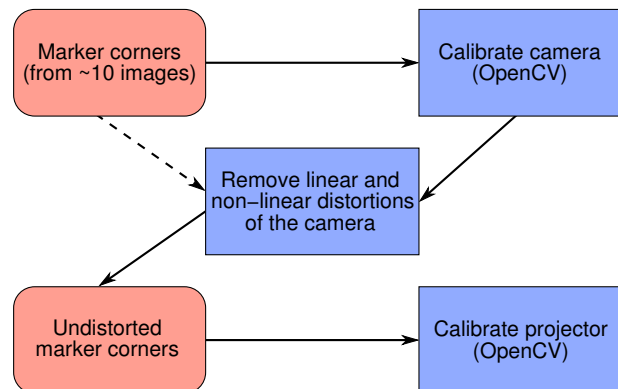 Marker corners
(from ~10 images)
Calibrate camera
(OpenCV)
Remove linear and
non−linear distortions
of the camera
Undistorted
marker corners
Calibrate projector
(OpenCV)